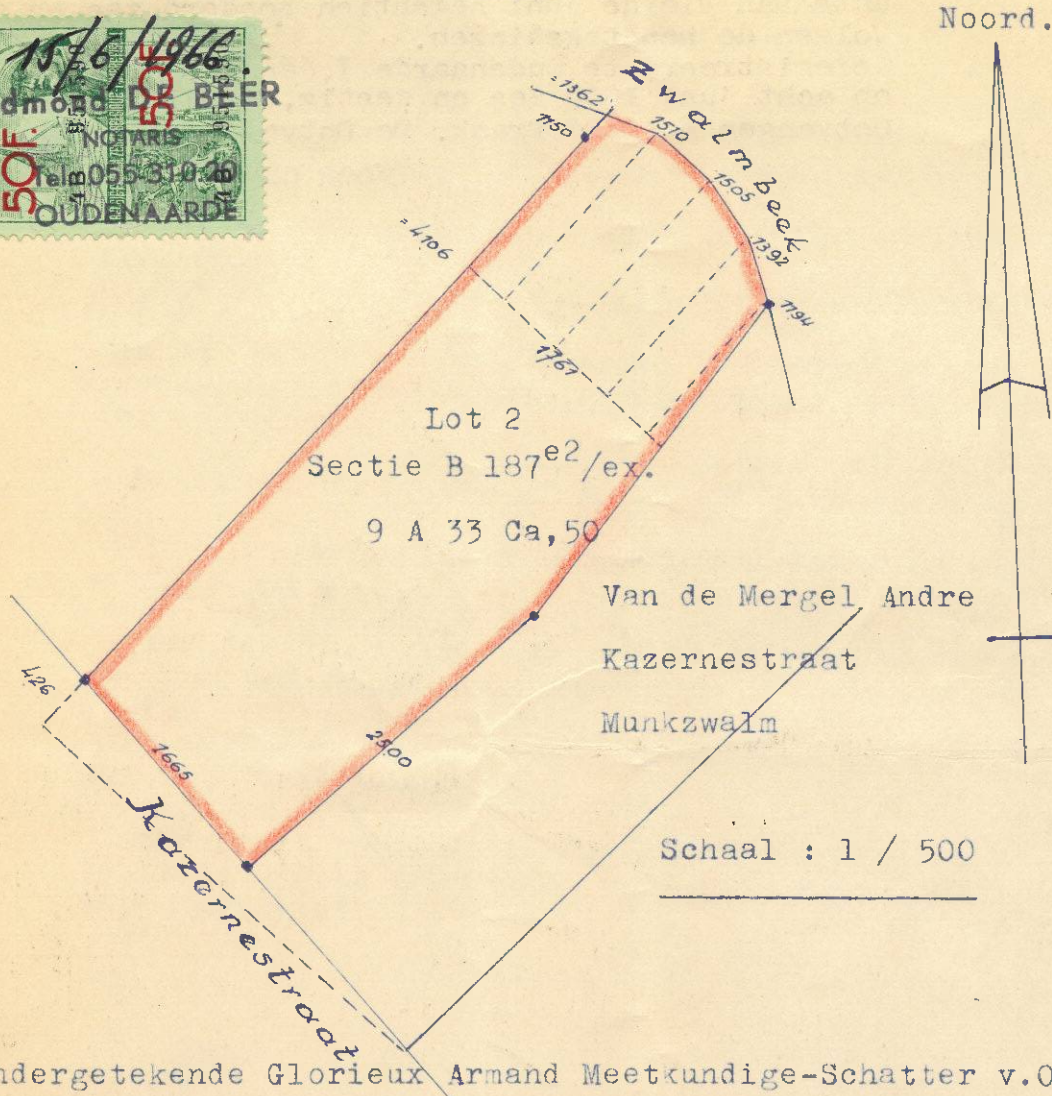 15/6/1966.
dmond DE BEER
NOTARIS
Tel. 055-310.20
OUDENAARDE
50F.
50F
Noord.
Zwalmbeek
=1362
1150
1510
1505
1392
1194
=4106
1761
Lot 2
Sectie B 187e2/ex.
9 A 33 Ca,50
Van de Mergel Andre
Kazernestraat
Munkzwalm
426
1665
2500
Kazernestraat
Schaal : 1 / 500
ndergetekende Glorieux Armand Meetkundige-Schatter v.O